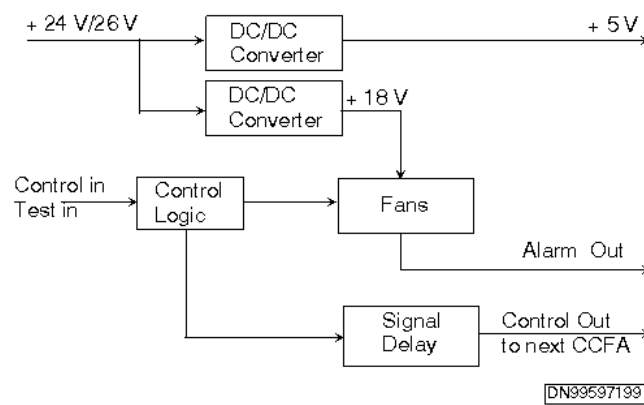 + 24 V/26 V
DC/DC
Converter
+ 5 V
DC/DC
Converter
+ 18 V
Control in
Test in
Control
Logic
Fans
Alarm Out
Signal
Delay
Control Out
to next CCFA
DN99597199